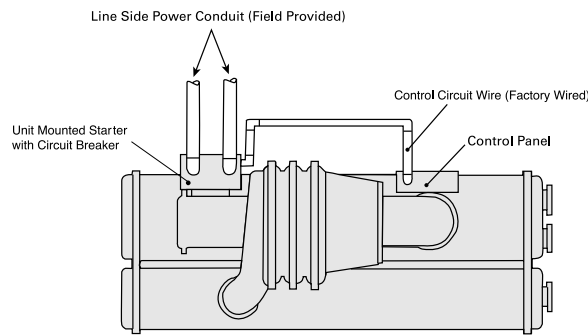 Line Side Power Conduit (Field Provided)
Control Circuit Wire (Factory Wired)
Unit Mounted Starter
with Circuit Breaker
Control Panel